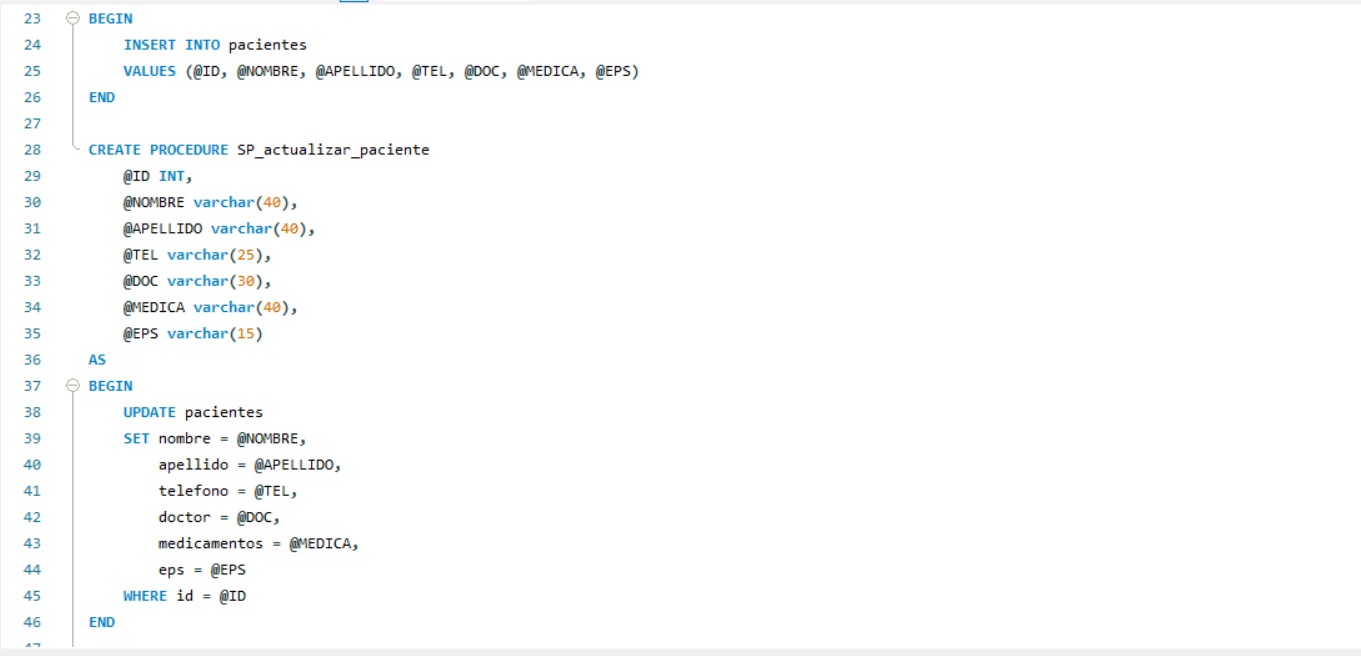 23 BEGIN
24 INSERT INTO pacientes
25 VALUES (@ID, @NOMBRE, @APELLIDO, @TEL, @DOC, @MEDICA, @EPS)
26 END
27
28 CREATE PROCEDURE SP_actualizar_paciente
29 @ID INT,
30 @NOMBRE varchar(40),
31 @APELLIDO varchar(40),
32 @TEL varchar(25),
33 @DOC varchar(30),
34 @MEDICA varchar(40),
35 @EPS varchar(15)
36 AS
37 BEGIN
38 UPDATE pacientes
39 SET nombre = @NOMBRE,
40 apellido = @APELLIDO,
41 telefono = @TEL,
42 doctor = @DOC,
43 medicamentos = @MEDICA,
44 eps = @EPS
45 WHERE id = @ID
46 END